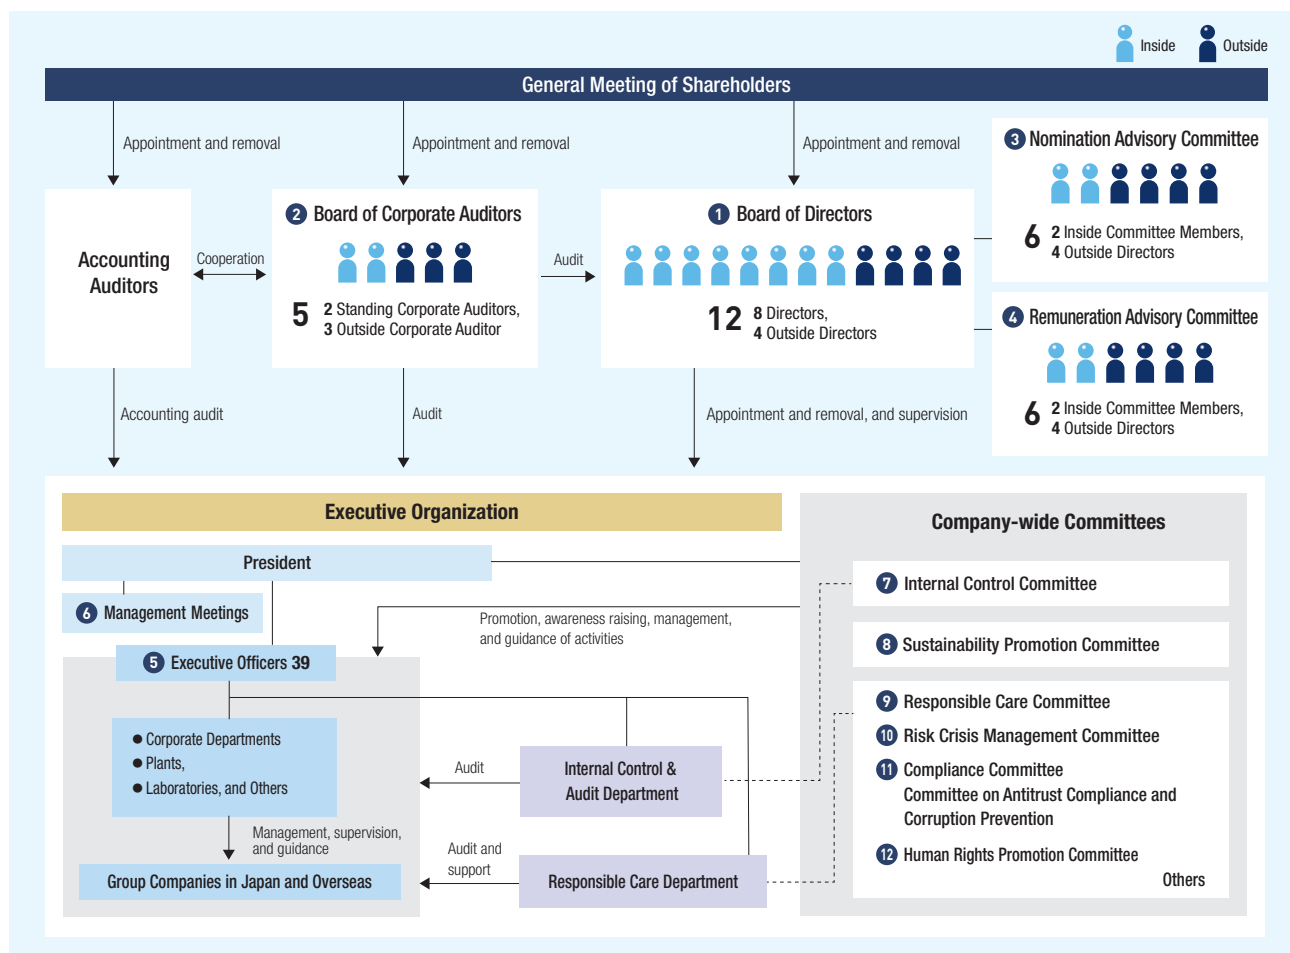 Inside
Outside
General Meeting of Shareholders
Appointment and removal
Appointment and removal
Appointment and removal
3 Nomination Advisory Committee
6 2 Inside Committee Members,
4 Outside Directors
Accounting
Auditors
Cooperation
2 Board of Corporate Auditors
5 2 Standing Corporate Auditors,
3 Outside Corporate Auditor
Audit
1 Board of Directors
12 8 Directors,
4 Outside Directors
4 Remuneration Advisory Committee
6 2 Inside Committee Members,
4 Outside Directors
Accounting audit
Audit
Appointment and removal, and supervision
Executive Organization
President
6 Management Meetings
Promotion, awareness raising, management,
and guidance of activities
5 Executive Officers 39
● Corporate Departments
● Plants,
● Laboratories, and Others
Management, supervision,
and guidance
Group Companies in Japan and Overseas
Audit
Internal Control &
Audit Department
Audit and
support
Responsible Care Department
Company-wide Committees
7 Internal Control Committee
8 Sustainability Promotion Committee
9 Responsible Care Committee
10 Risk Crisis Management Committee
11 Compliance Committee
Committee on Antitrust Compliance and
Corruption Prevention
12 Human Rights Promotion Committee
Others